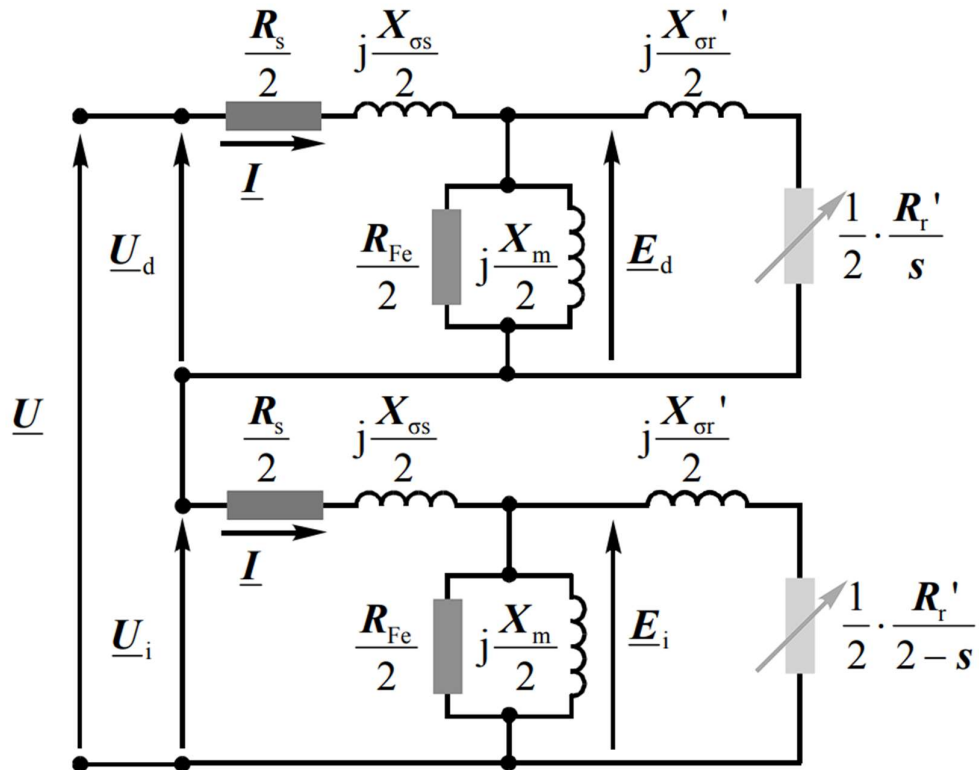 R_s/2 jX_σs/2 jX_σr'/2
I
U_d R_Fe/2 jX_m/2 E_d 1/2 · R_r'/s
U
R_s/2 jX_σs/2 jX_σr'/2
I
U_i R_Fe/2 jX_m/2 E_i 1/2 · R_r'/2 − s